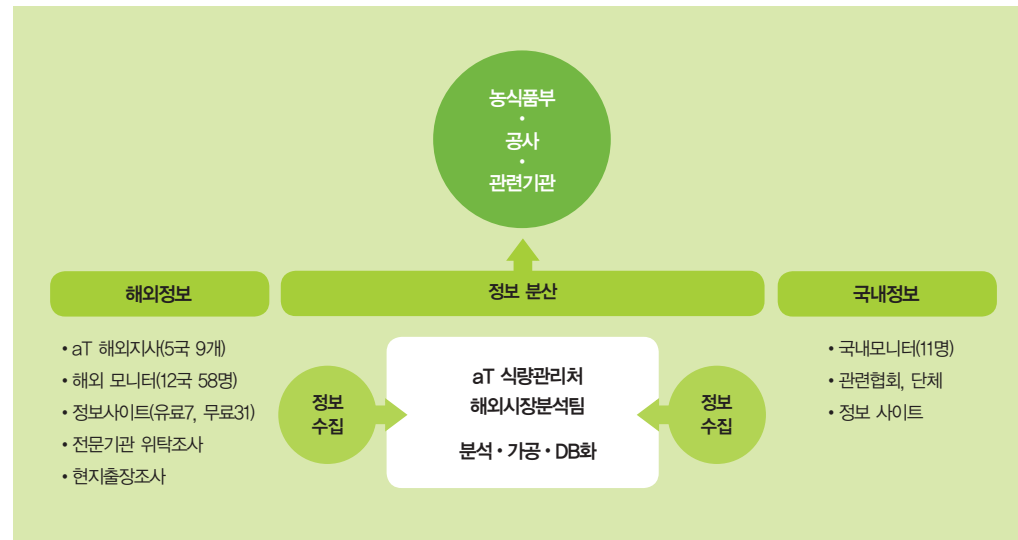 농식품부
·
공사
·
관련기관
해외정보
정보 분산
국내정보
• aT 해외지사(5국 9개)
• 해외 모니터(12국 58명)
• 정보사이트(유료7, 무료31)
• 전문기관 위탁조사
• 현지출장조사
정보
수집
aT 식량관리처
해외시장분석팀
분석 • 가공 • DB화
정보
수집
• 국내모니터(11명)
• 관련협회, 단체
• 정보 사이트